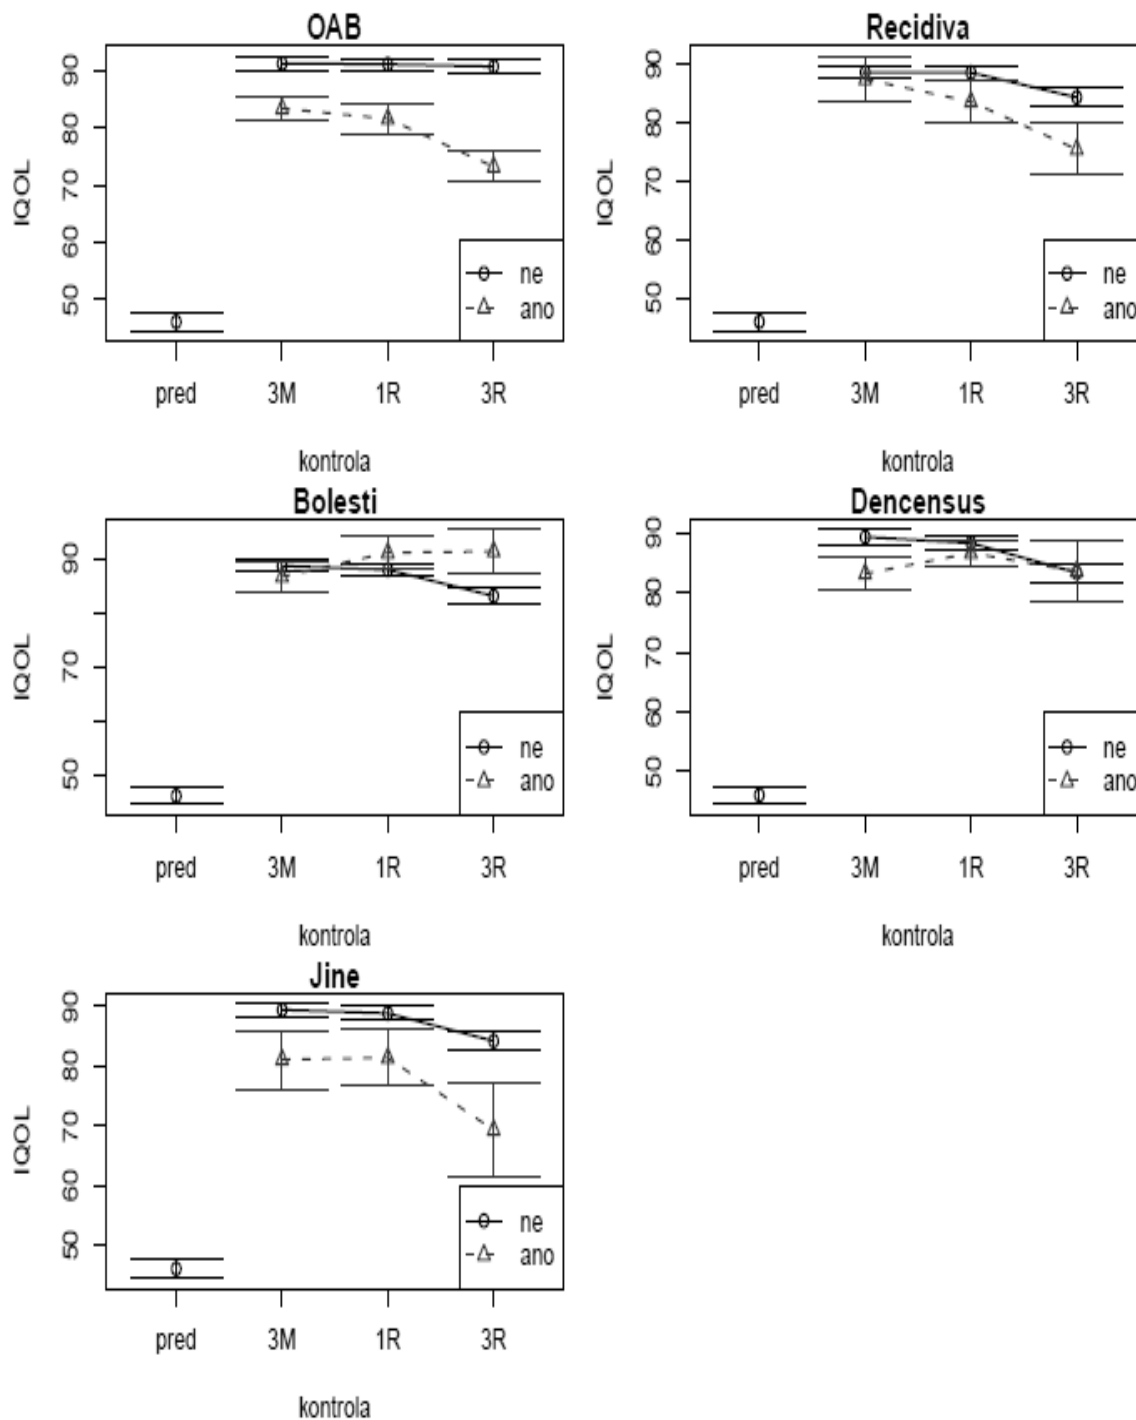 OAB
IQOL
90
80
70
60
50
ne
ano
pred 3M 1R 3R
kontrola
Recidiva
IQOL
90
80
70
60
50
ne
ano
pred 3M 1R 3R
kontrola
Bolesti
IQOL
90
70
50
ne
ano
pred 3M 1R 3R
kontrola
Dencensus
IQOL
90
80
70
60
50
ne
ano
pred 3M 1R 3R
kontrola
Jine
IQOL
90
80
70
60
50
ne
ano
pred 3M 1R 3R
kontrola